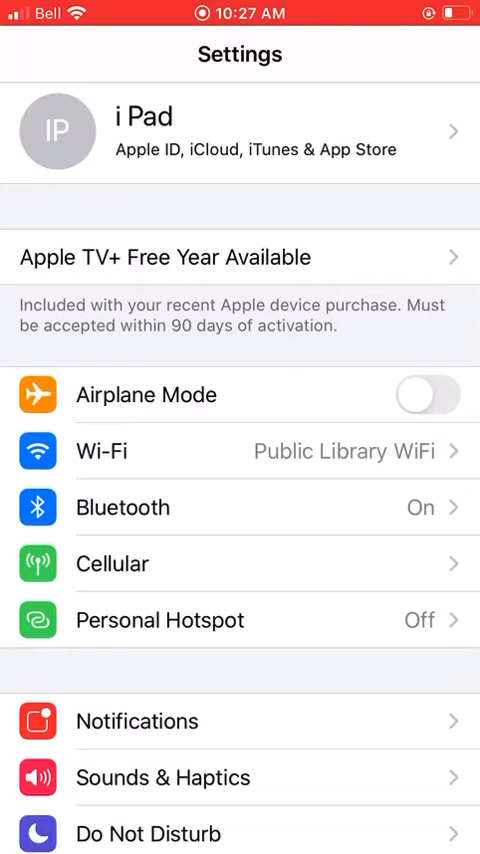 Bell 10:27 AM
Settings
IP
i Pad
Apple ID, iCloud, iTunes & App Store
Apple TV+ Free Year Available
Included with your recent Apple device purchase. Must
be accepted within 90 days of activation.
Airplane Mode
Wi-Fi Public Library WiFi
Bluetooth On
Cellular
Personal Hotspot Off
Notifications
Sounds & Haptics
Do Not Disturb